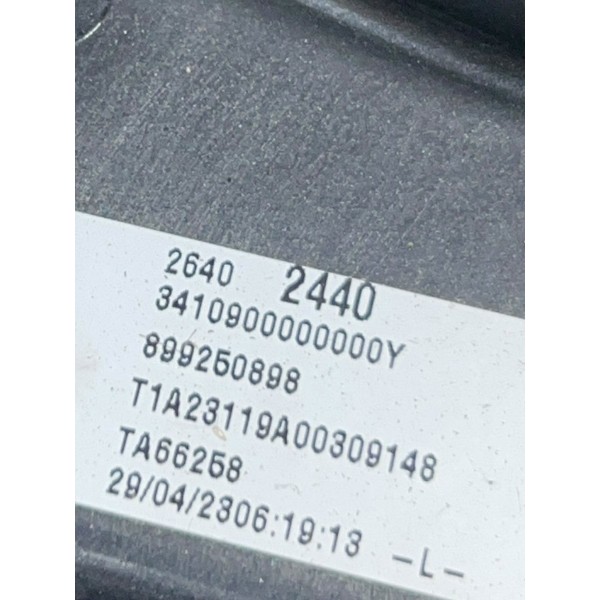 2640 2440
3410900000000Y
899250898
T1A23119A00309148
TA66258
29/04/2306:19:13 -L-